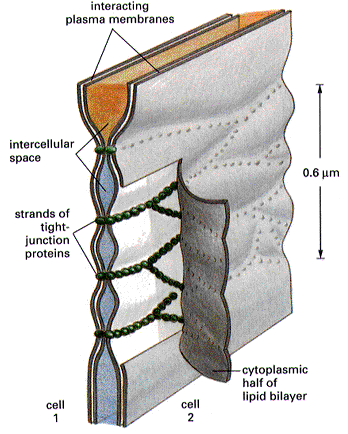 interacting
plasma membranes
intercellular
space
0.6 µm
strands of
tight-
junction
proteins
cytoplasmic
half of
lipid bilayer
cell
1
cell
2